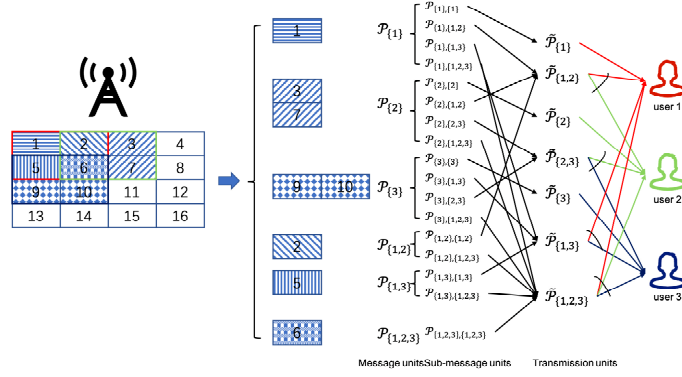 1 2 3 4
5 6 7 8
9 10 11 12
13 14 15 16
1
3
7
9 10
2
5
6
𝒫{1}
𝒫{2}
𝒫{3}
𝒫{1,2}
𝒫{1,3}
𝒫{1,2,3}
𝒫{1},{1}
𝒫{1},{1,2}
𝒫{1},{1,3}
𝒫{1},{1,2,3}
𝒫{2},{2}
𝒫{2},{1,2}
𝒫{2},{2,3}
𝒫{2},{1,2,3}
𝒫{3},{3}
𝒫{3},{1,3}
𝒫{3},{2,3}
𝒫{3},{1,2,3}
𝒫{1,2},{1,2}
𝒫{1,2},{1,2,3}
𝒫{1,3},{1,3}
𝒫{1,3},{1,2,3}
𝒫{1,2,3},{1,2,3}
𝒫̃{1}
𝒫̃{1,2}
𝒫̃{2}
𝒫̃{2,3}
𝒫̃{3}
𝒫̃{1,3}
𝒫̃{1,2,3}
user 1
user 2
user 3
Message units Sub-message units Transmission units